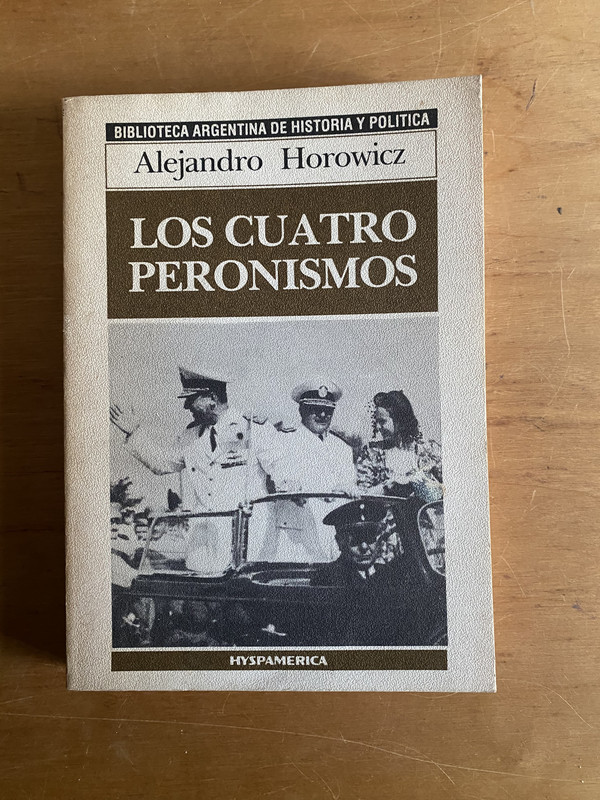 BIBLIOTECA ARGENTINA DE HISTORIA Y POLITICA
Alejandro Horowicz
LOS CUATRO
PERONISMOS
HYSPAMERICA